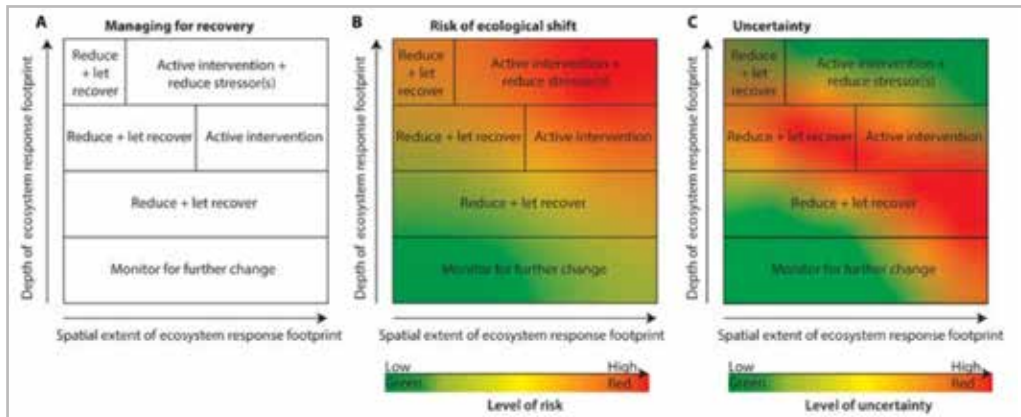 A
Managing for recovery
Depth of ecosystem response footprint
Reduce
+ let
recover
Active intervention +
reduce stressor(s)
Reduce + let recover
Active intervention
Reduce + let recover
Monitor for further change
Spatial extent of ecosystem response footprint
B
Risk of ecological shift
Depth of ecosystem response footprint
Reduce
+ let
recover
Active intervention +
reduce stressor(s)
Reduce + let recover
Active intervention
Reduce + let recover
Monitor for further change
Spatial extent of ecosystem response footprint
Low
High
Green
Red
Level of risk
C
Uncertainty
Depth of ecosystem response footprint
Reduce
+ let
recover
Active intervention +
reduce stressor(s)
Reduce + let recover
Active intervention
Reduce + let recover
Monitor for further change
Spatial extent of ecosystem response footprint
Low
High
Green
Red
Level of uncertainty